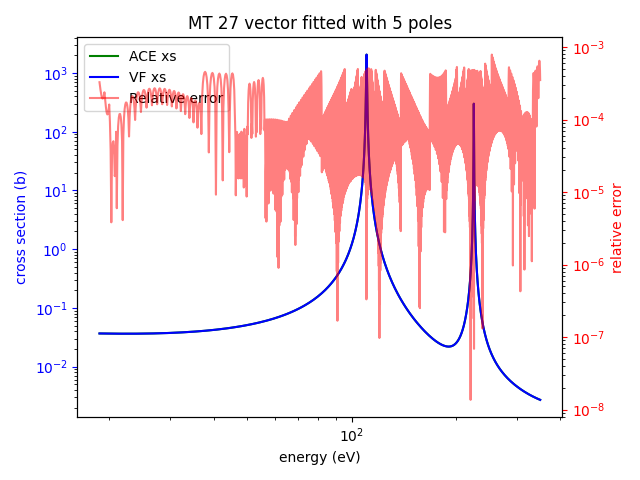 MT 27 vector fitted with 5 poles
ACE xs
VF xs
Relative error
cross section (b)
10³
10²
10¹
10⁰
10⁻¹
10⁻²
10⁻³
10⁻⁴
10⁻⁵
10⁻⁶
10⁻⁷
10⁻⁸
relative error
10²
energy (eV)